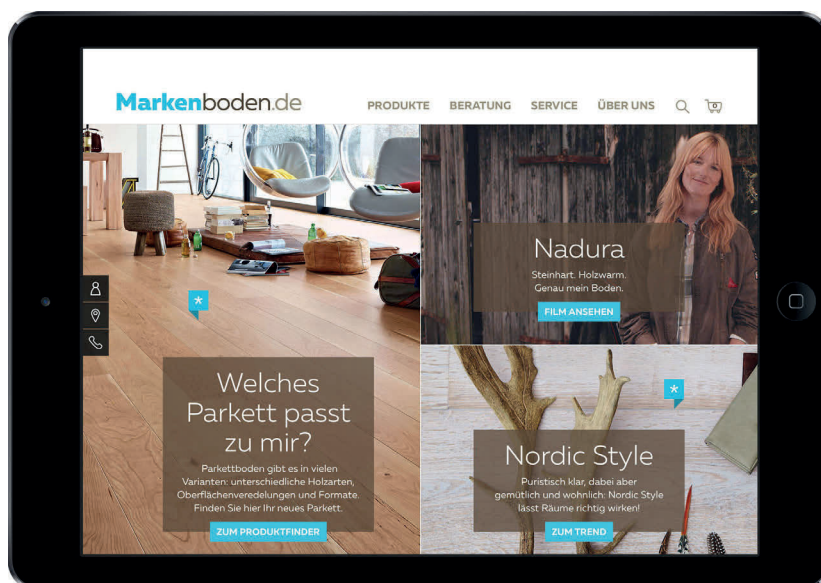 Markenboden.de
PRODUKTE BERATUNG SERVICE ÜBER UNS
0
Welches
Parkett passt
zu mir?
Parkettboden gibt es in vielen
Varianten: unterschiedliche Holzarten,
Oberflächenveredelungen und Formate.
Finden Sie hier Ihr neues Parkett.
ZUM PRODUKTFINDER
Nadura
Steinhart. Holzwarm.
Genau mein Boden.
FILM ANSEHEN
Nordic Style
Puristisch klar, dabei aber
gemütlich und wohnlich: Nordic Style
lässt Räume richtig wirken!
ZUM TREND